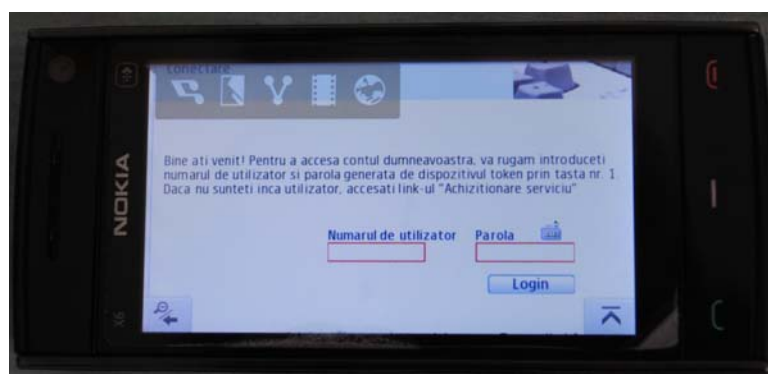 Conectare
Bine ati venit! Pentru a accesa contul dumneavoastra, va rugam introduceti
numarul de utilizator si parola generata de dispozitivul token prin tasta nr. 1.
Daca nu sunteti inca utilizator, accesati link-ul "Achizitionare serviciu"
Numarul de utilizator Parola
Login
NOKIA
X6